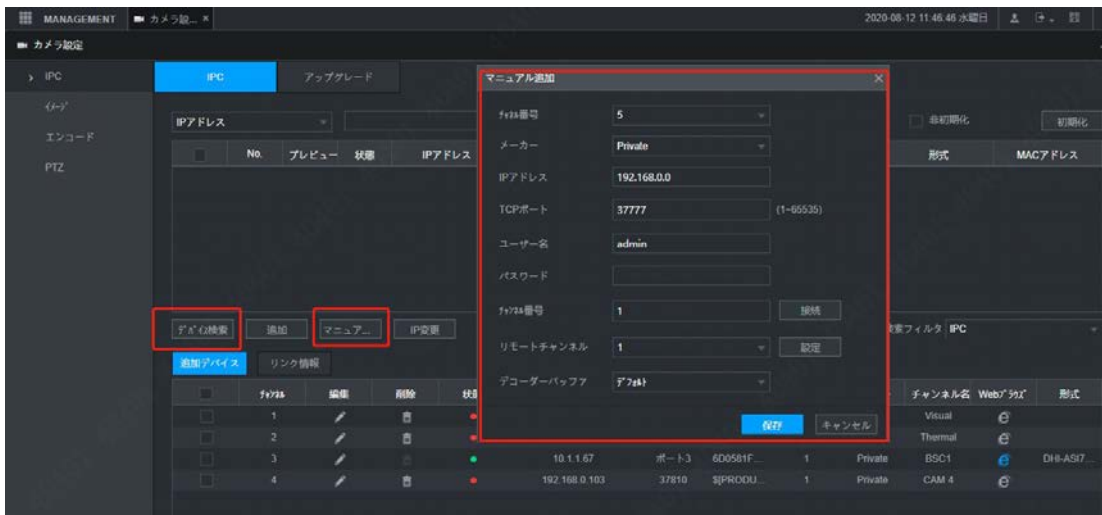 MANAGEMENT カメラ設... × 2020-08-12 11:46:46 水曜日
カメラ設定
IPC
イメージ
エンコード
PTZ
IPC アップグレード
IPアドレス 非初期化 初期化
No. プレビュー 状態 IPアドレス 形式 MACアドレス
マニュアル追加 ×
チャネル番号 5
メーカー Private
IPアドレス 192.168.0.0
TCPポート 37777 (1~65535)
ユーザー名 admin
パスワード
チャンネル番号 1 接続
リモートチャンネル 1 設定
デコーダーバッファ デフォルト
保存 キャンセル
デバイス検索 追加 マニュア... IP変更 索フィルタ IPC
追加デバイス リンク情報
チャンネル 編集 削除 チャンネル名 Webブラウズ 形式
1 Visual
2 Thermal
3 10.1.1.67 ポート3 6D0581F... 1 Private BSC1 DHI-ASI7...
4 192.168.0.103 37810 $[PRODU... 1 Private CAM 4